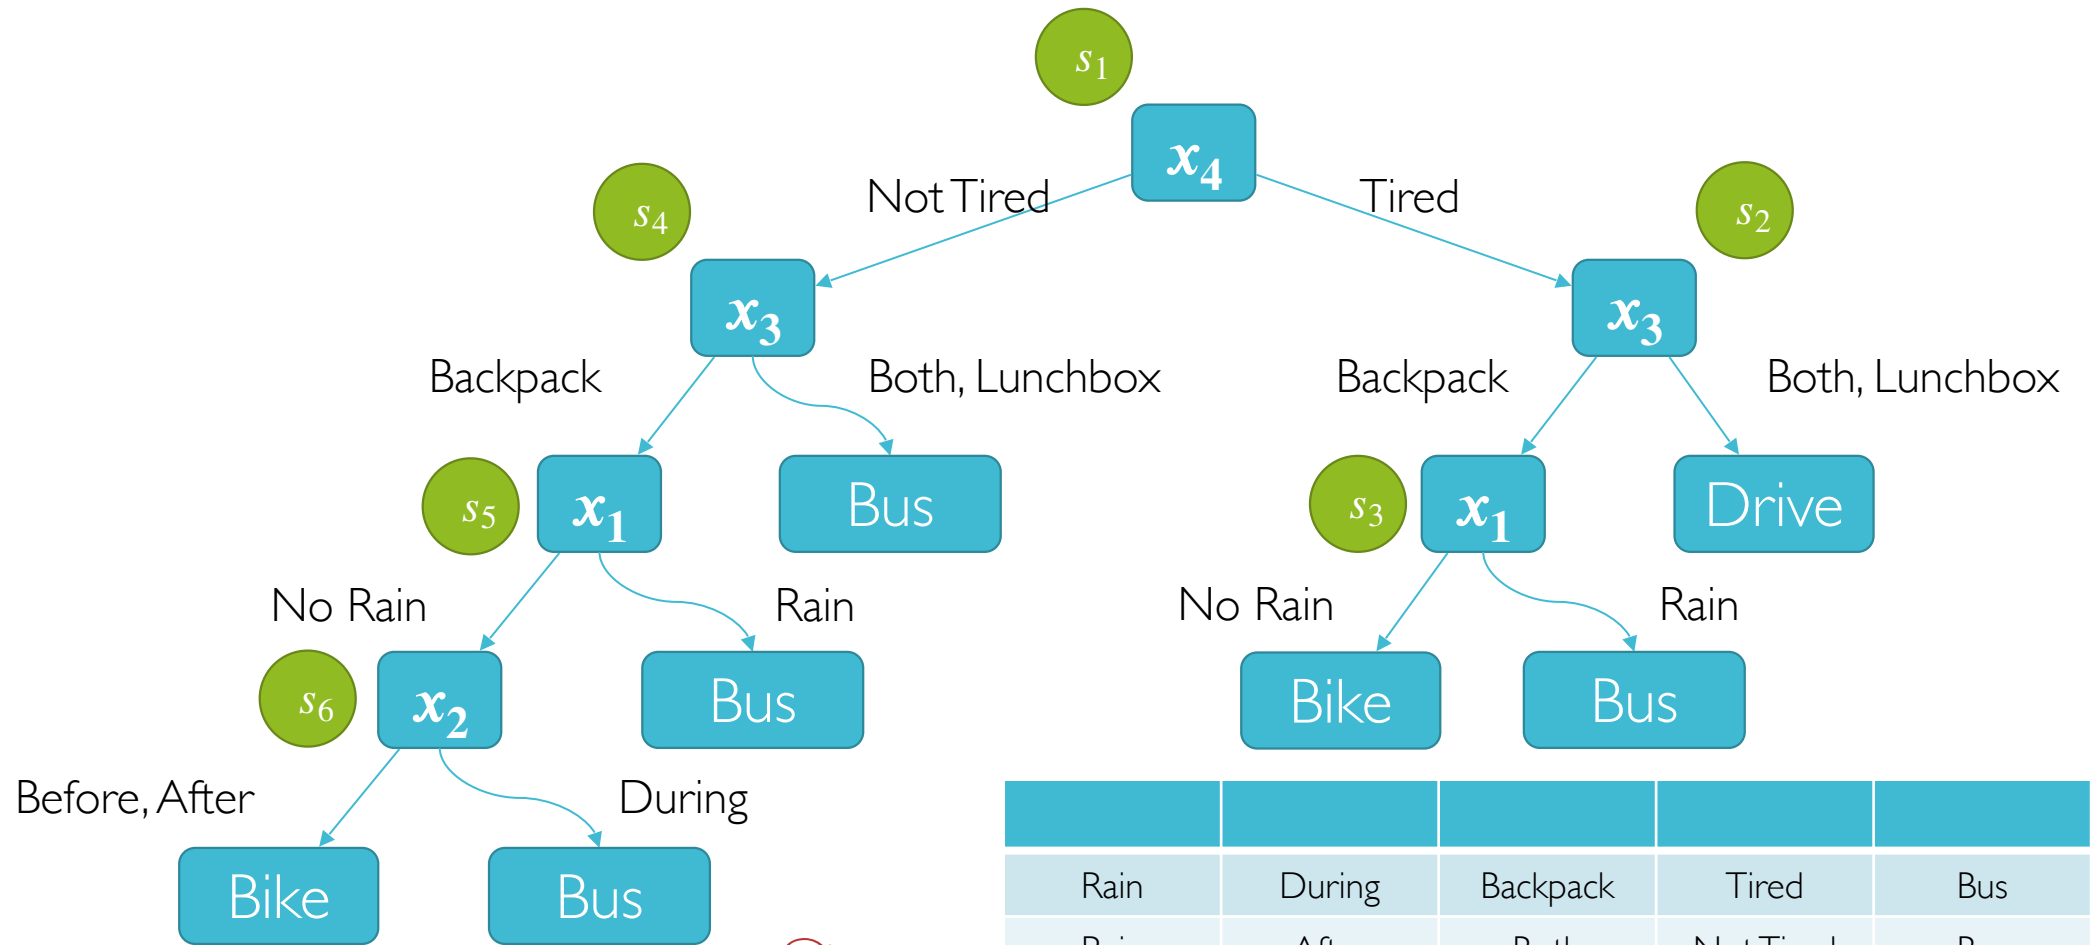 s1
x4
Not Tired
Tired
s4
s2
x3
x3
Backpack
Both, Lunchbox
Backpack
Both, Lunchbox
s5
x1
Bus
s3
x1
Drive
No Rain
Rain
No Rain
Rain
s6
x2
Bus
Bike
Bus
Before, After
During
Bike
Bus
Rain During Backpack Tired Bus